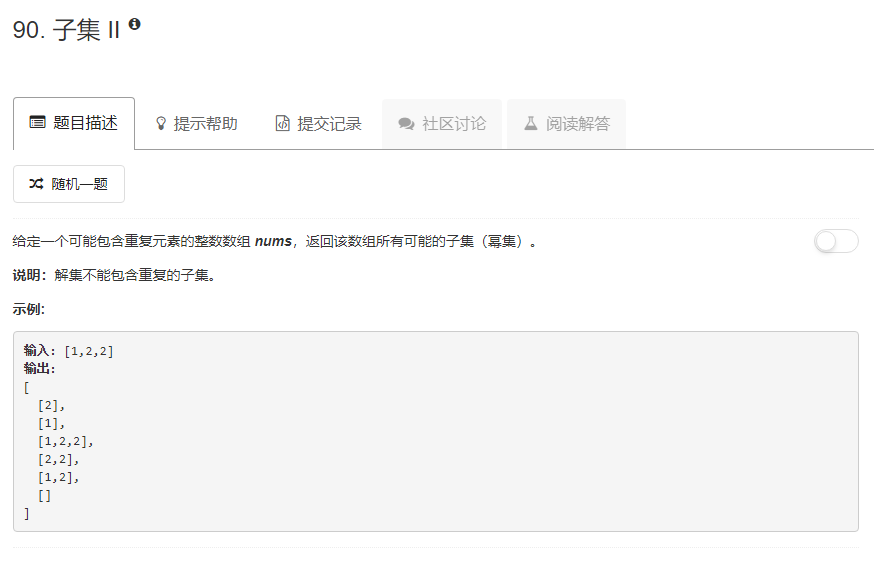 90. 子集 II
题目描述 提示帮助 提交记录 社区讨论 阅读解答
随机一题
给定一个可能包含重复元素的整数数组 nums，返回该数组所有可能的子集（幂集）。
说明：解集不能包含重复的子集。
示例:
输入: [1,2,2]
输出:
[
  [2],
  [1],
  [1,2,2],
  [2,2],
  [1,2],
  []
]